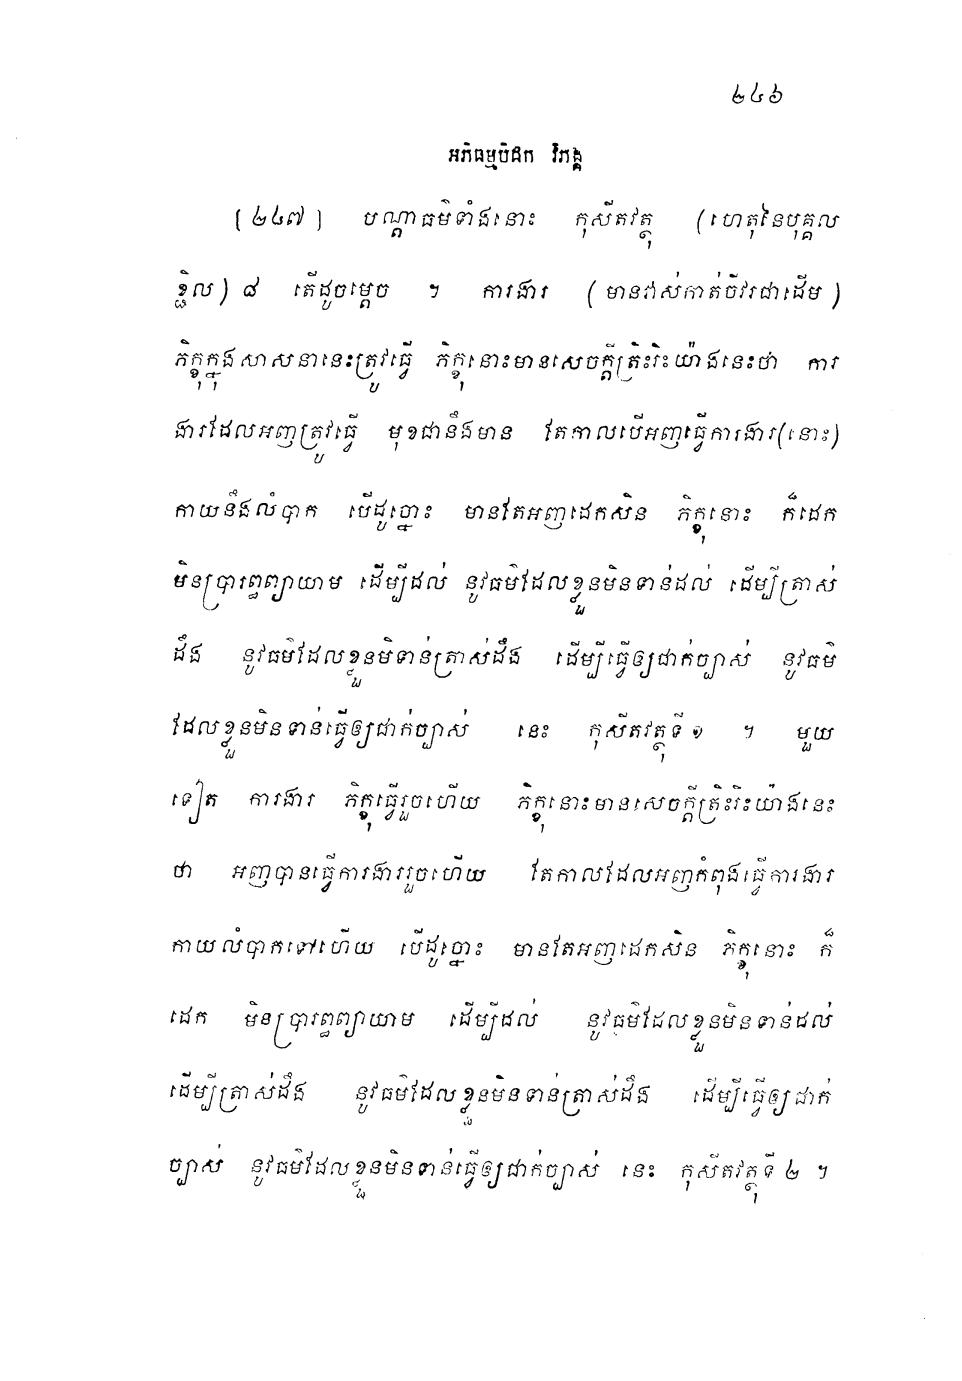 ២៤៦
អភិធម្មបិដក វិភង្គ
(២៤៧) បណ្តាធម៌ទាំងនោះ កុសីតវត្ថុ (ហេតុនៃបុគ្គល
ខ្ជិល) ៨ តើដូចម្តេច ។ ការងារ (មានវាស់កាត់ចីវរជាដើម)
ភិក្ខុក្នុងសាសនានេះត្រូវធ្វើ ភិក្ខុនោះមានសេចក្តីត្រិះរិះយ៉ាងនេះថា ការ
ងារដែលអញត្រូវធ្វើ មុខជានឹងមាន តែកាលបើអញធ្វើការងារ(នោះ)
កាយនឹងលំបាក បើដូច្នោះ មានតែអញដេកសិន ភិក្ខុនោះ ក៏ដេក
មិនប្រារព្ធព្យាយាម ដើម្បីដល់ នូវធម៌ដែលខ្លួនមិនទាន់ដល់ ដើម្បីត្រាស់
ដឹង នូវធម៌ដែលខ្លួនមិទាន់ត្រាស់ដឹង ដើម្បីធ្វើឲ្យជាក់ច្បាស់ នូវធម៌
ដែលខ្លួនមិនទាន់ធ្វើឲ្យជាក់ច្បាស់ នេះ កុសីតវត្ថុទី ១ ។ មួយ
ទៀត ការងារ ភិក្ខុធ្វើរួចហើយ ភិក្ខុនោះមានសេចក្តីត្រិះរិះយ៉ាងនេះ
ថា អញបានធ្វើការងាររួចហើយ តែកាលដែលអញកំពុងធ្វើការងារ
កាយលំបាកទៅហើយ បើដូច្នោះ មានតែអញដេកសិន ភិក្ខុនោះ ក៏
ដេក មិនប្រារព្ធព្យាយាម ដើម្បីដល់ នូវធម៌ដែលខ្លួនមិនទាន់ដល់
ដើម្បីត្រាស់ដឹង នូវធម៌ដែលខ្លួនមិនទាន់ត្រាស់ដឹង ដើម្បីធ្វើឲ្យជាក់
ច្បាស់ នូវធម៌ដែលខ្លួនមិនទាន់ធ្វើឲ្យជាក់ច្បាស់ នេះ កុសីតវត្ថុទី ២ ។